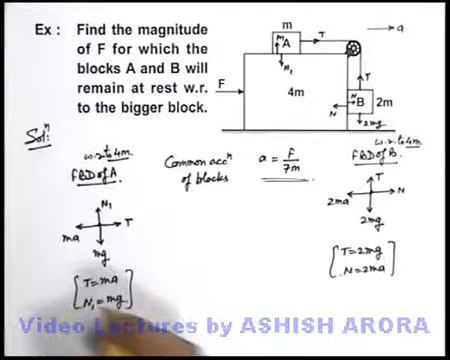 Ex : Find the magnitude
of F for which the
blocks A and B will
remain at rest w.r.
to the bigger block.
m
A
N₁
T
→ a
F
4m
T
N
N
B
2m
2mg
Solⁿ:
w.r.to 4m.
FBD of A
N₁
T
ma
mg
T = ma
N₁ = mg
Common accⁿ
of blocks
a = F/7m
w.r.to 4m.
FBD of B.
T
N
2ma
2mg
T = 2mg
N = 2ma
Video Lectures by ASHISH ARORA